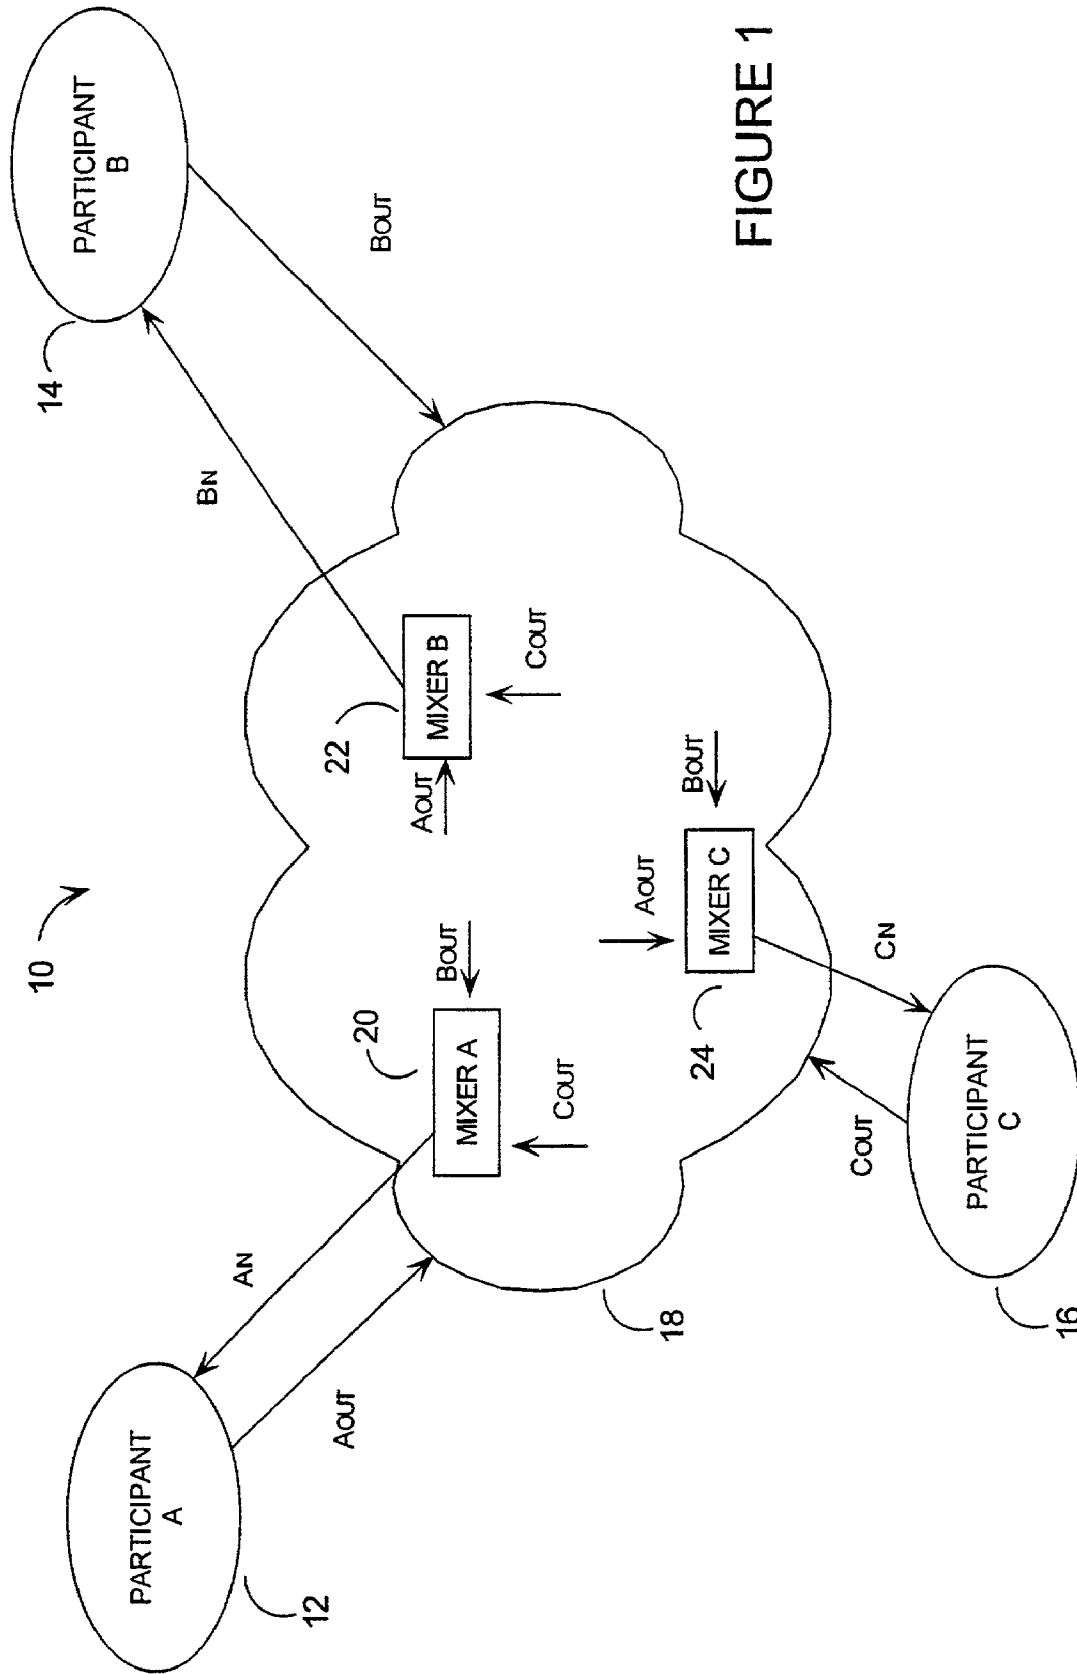 10
PARTICIPANT
A
12
AN
AOUT
18
20
MIXER A
BOUT
COUT
22
MIXER B
AOUT
COUT
24
MIXER C
AOUT
BOUT
BN
BOUT
14
PARTICIPANT
B
COUT
CN
PARTICIPANT
C
16
FIGURE 1